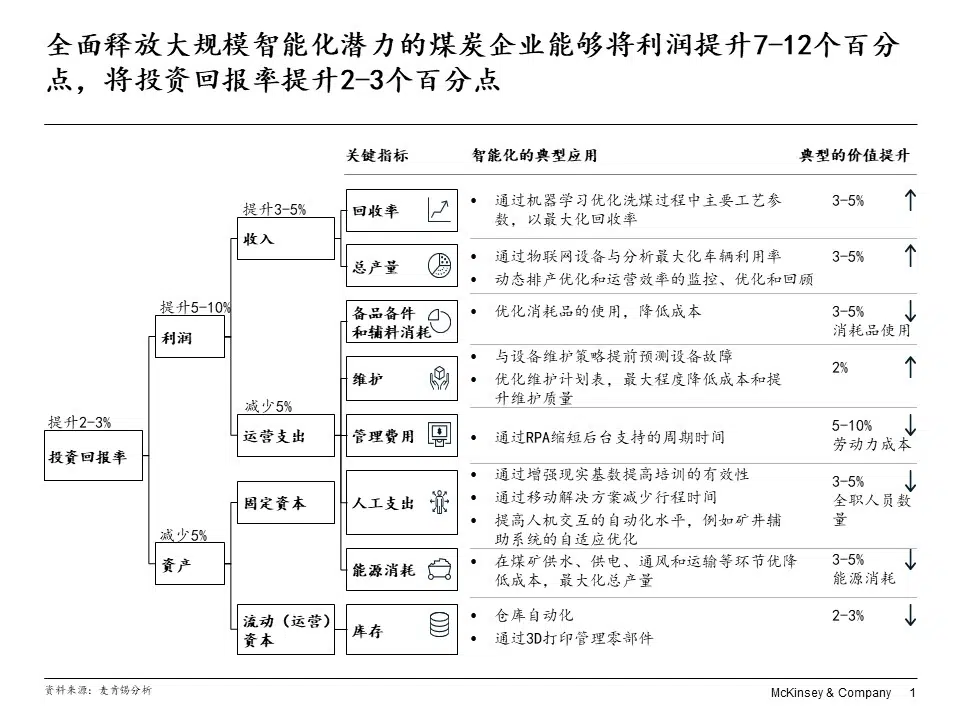 全面释放大规模智能化潜力的煤炭企业能够将利润提升7-12个百分
点，将投资回报率提升2-3个百分点
关键指标
智能化的典型应用
典型的价值提升
提升2-3%
投资回报率
提升5-10%
利润
减少5%
资产
提升3-5%
收入
减少5%
运营支出
固定资本
流动（运营）
资本
回收率
• 通过机器学习优化洗煤过程中主要工艺参
数，以最大化回收率
3-5%
总产量
• 通过物联网设备与分析最大化车辆利用率
• 动态排产优化和运营效率的监控、优化和回顾
3-5%
备品备件
和辅料消耗
• 优化消耗品的使用，降低成本
3-5%
消耗品使用
维护
• 与设备维护策略提前预测设备故障
• 优化维护计划表，最大程度降低成本和提
升维护质量
2%
管理费用
• 通过RPA缩短后台支持的周期时间
5-10%
劳动力成本
人工支出
• 通过增强现实基数提高培训的有效性
• 通过移动解决方案减少行程时间
• 提高人机交互的自动化水平，例如矿井辅
助系统的自适应优化
3-5%
全职人员数
量
能源消耗
• 在煤矿供水、供电、通风和运输等环节优降
低成本，最大化总产量
3-5%
能源消耗
库存
• 仓库自动化
• 通过3D打印管理零部件
2-3%
资料来源：麦肯锡分析
McKinsey & Company 1